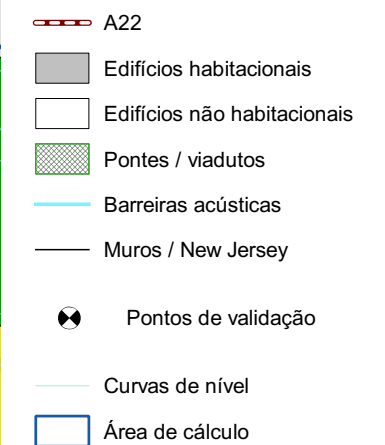 A22
Edifícios habitacionais
Edifícios não habitacionais
Pontes / viadutos
Barreiras acústicas
Muros / New Jersey
Pontos de validação
Curvas de nível
Área de cálculo